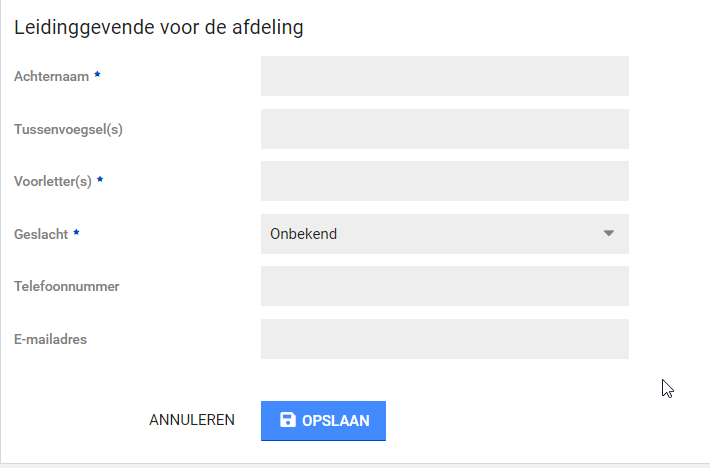 Leidinggevende voor de afdeling
Achternaam *
Tussenvoegsel(s)
Voorletter(s) *
Geslacht * Onbekend
Telefoonnummer
E-mailadres
ANNULEREN OPSLAAN